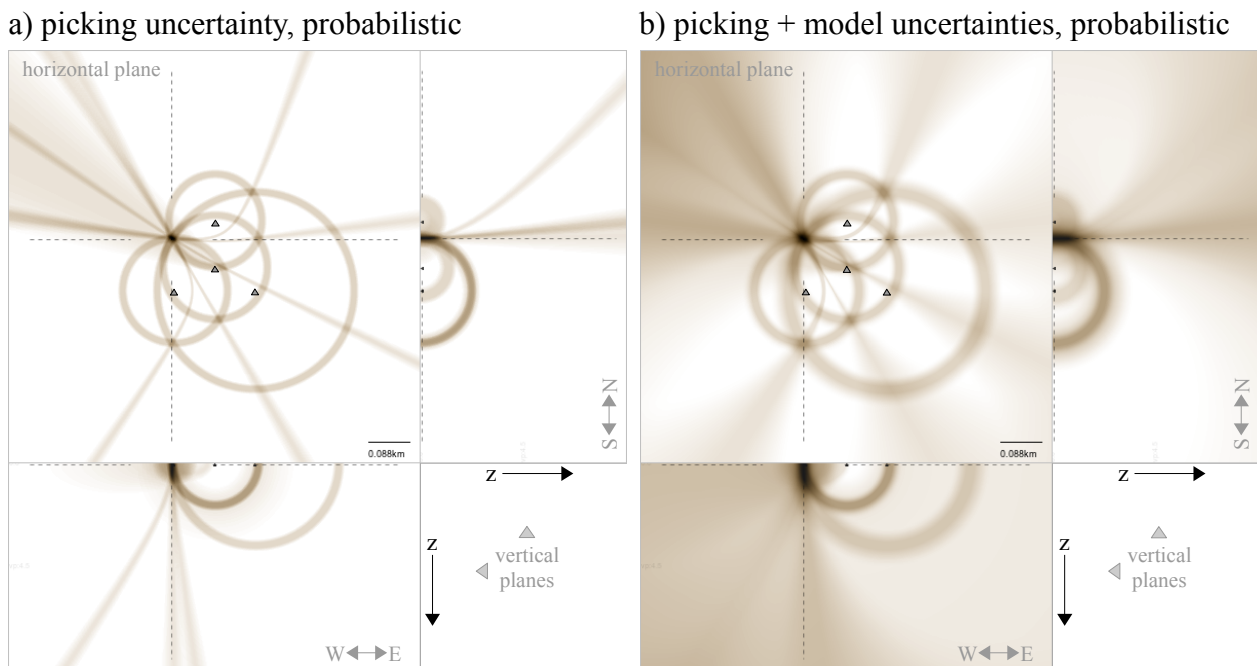 a) picking uncertainty, probabilistic
horizontal plane
N
S
0.088km
z
z
vertical
planes
W E
b) picking + model uncertainties, probabilistic
horizontal plane
N
S
0.088km
z
z
vertical
planes
W E